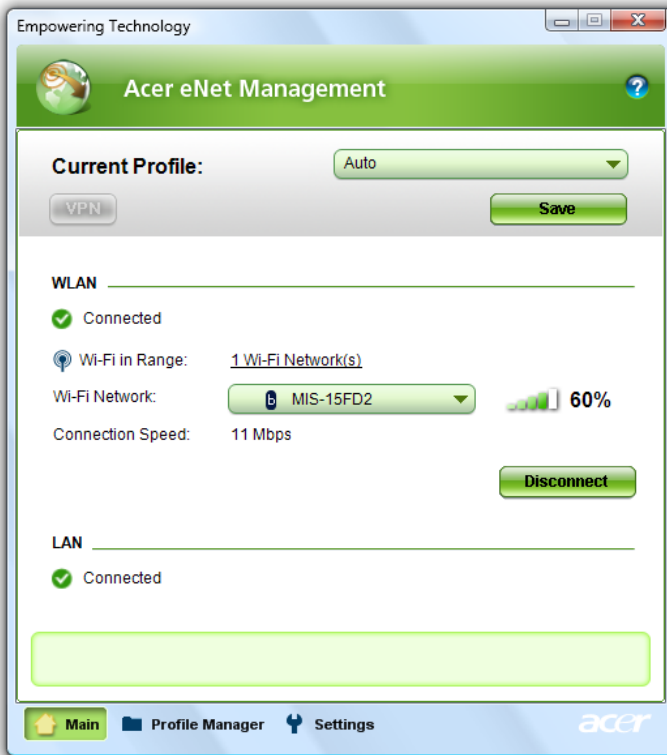 Empowering Technology
Acer eNet Management
?
Current Profile: Auto
VPN Save
WLAN
Connected
Wi-Fi in Range: 1 Wi-Fi Network(s)
Wi-Fi Network: b MIS-15FD2 60%
Connection Speed: 11 Mbps
Disconnect
LAN
Connected
Main Profile Manager Settings acer